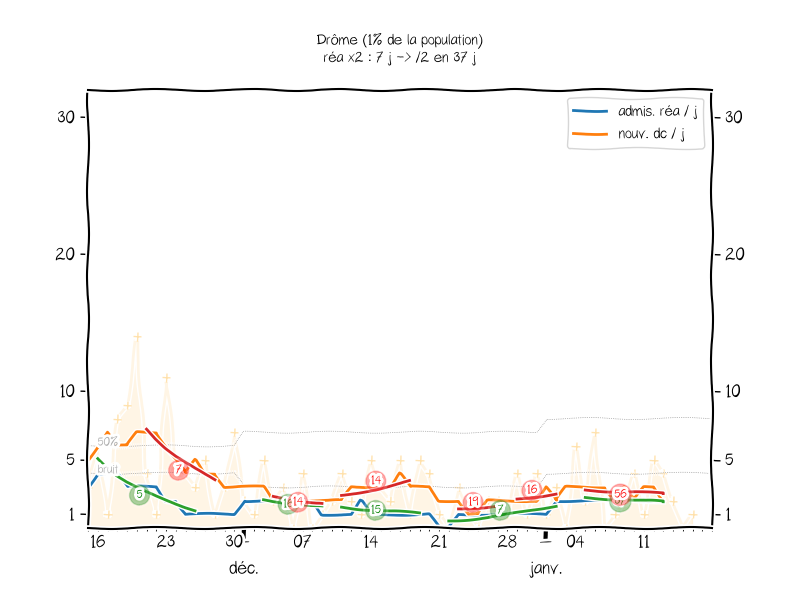 Drôme (1% de la population)
réa x2 : 7 j -> /2 en 37 j
admis. réa / j
nouv. dc / j
30 30
20 20
10 10
5 5
1 1
50%
bruit
7
5
14
14
15
19
7
16
56
16 23 30 07 14 21 28 04 11
déc. janv.